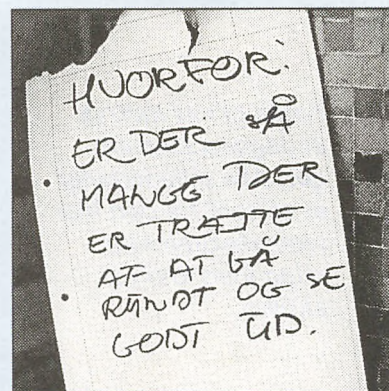 HVORFOR:
ER DER SÅ
MANGE DER
ER TRÆTTE
AF AT GÅ
RUNDT OG SE
GODT UD.